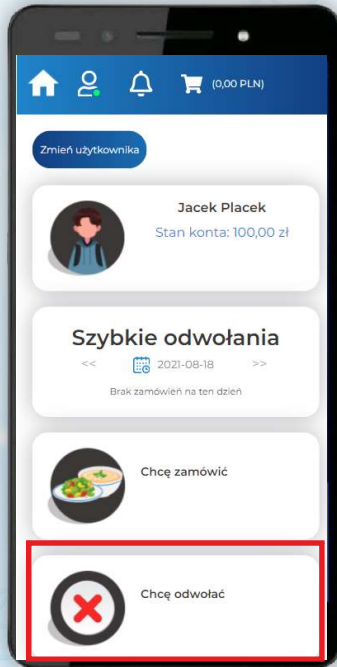 (0,00 PLN)
Zmień użytkownika
Jacek Placek
Stan konta: 100,00 zł
Szybkie odwołania
<< 2021-08-18 >>
Brak zamówień na ten dzień
Chcę zamówić
Chcę odwołać